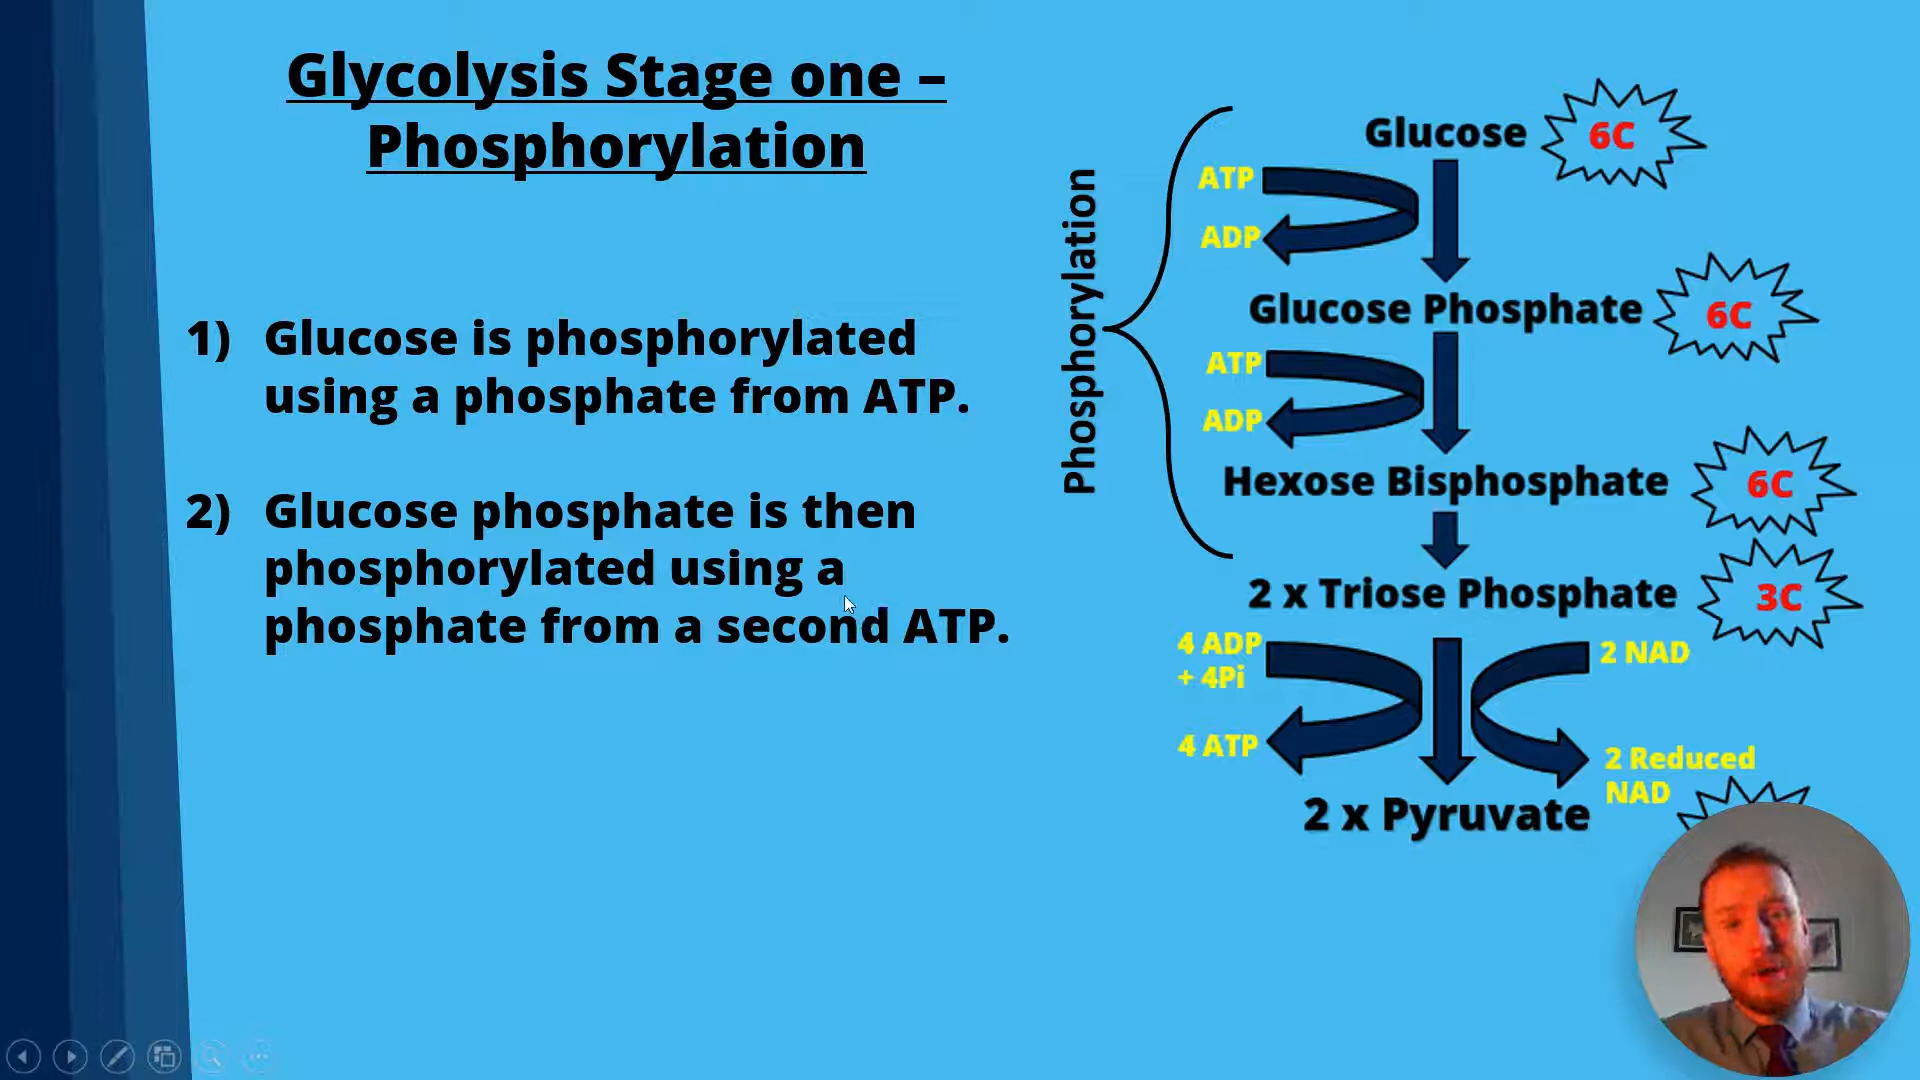 Glycolysis Stage one –
Phosphorylation
1) Glucose is phosphorylated
using a phosphate from ATP.
2) Glucose phosphate is then
phosphorylated using a
phosphate from a second ATP.
Phosphorylation
Glucose 6C
ATP
ADP
Glucose Phosphate 6C
ATP
ADP
Hexose Bisphosphate 6C
2 x Triose Phosphate 3C
4 ADP
+ 4Pi
2 NAD
4 ATP
2 Reduced
NAD
2 x Pyruvate